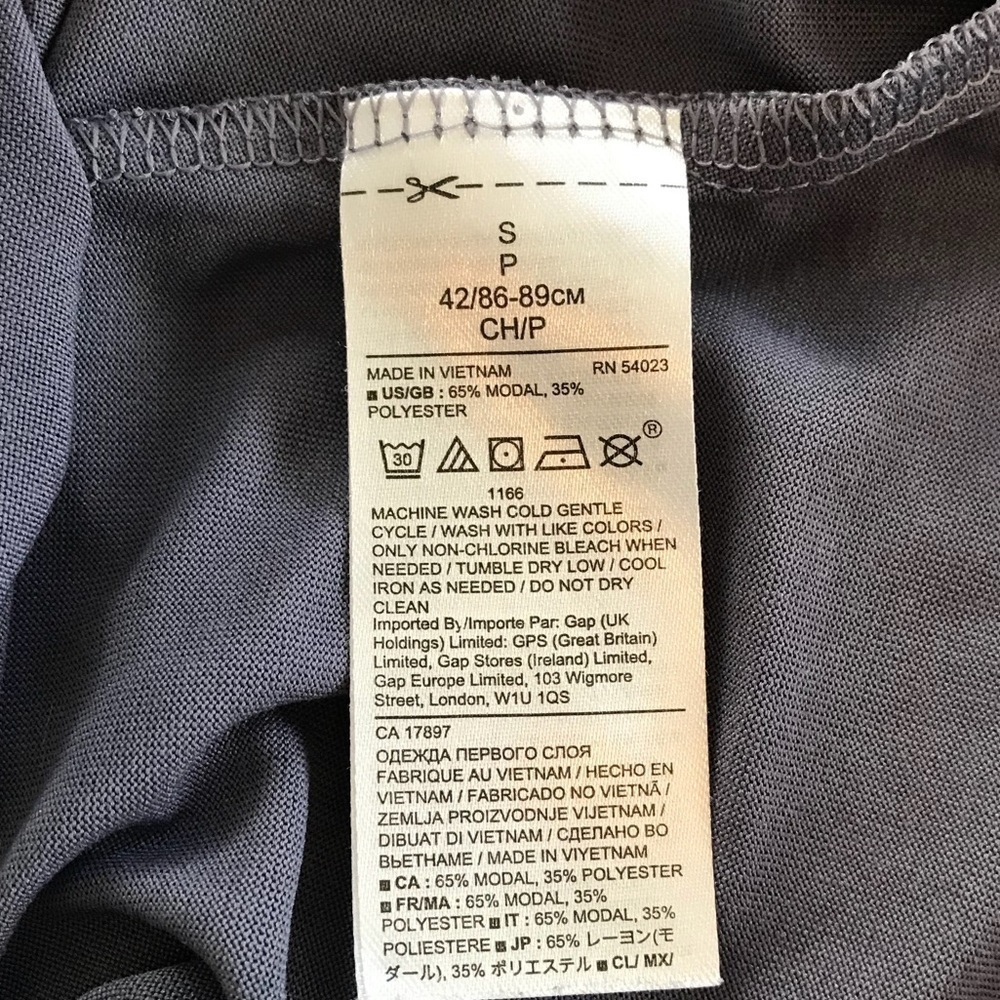 S
P
42/86-89CM
CH/P
MADE IN VIETNAM RN 54023
US/GB : 65% MODAL, 35%
POLYESTER
30
®
1166
MACHINE WASH COLD GENTLE
CYCLE / WASH WITH LIKE COLORS /
ONLY NON-CHLORINE BLEACH WHEN
NEEDED / TUMBLE DRY LOW / COOL
IRON AS NEEDED / DO NOT DRY
CLEAN
Imported By/Importe Par: Gap (UK
Holdings) Limited: GPS (Great Britain)
Limited, Gap Stores (Ireland) Limited,
Gap Europe Limited, 103 Wigmore
Street, London, W1U 1QS
CA 17897
ОДЕЖДА ПЕРВОГО СЛОЯ
FABRIQUE AU VIETNAM / HECHO EN
VIETNAM / FABRICADO NO VIETNÃ /
ZEMLJA PROIZVODNJE VIJETNAM /
DIBUAT DI VIETNAM / СДЕЛАНО ВО
ВЬЕТНАМЕ / MADE IN VIYETNAM
CA : 65% MODAL, 35% POLYESTER
FR/MA : 65% MODAL, 35%
POLYESTER IT : 65% MODAL, 35%
POLIESTERE JP : 65% レーヨン(モ
ダール), 35% ポリエステル CL/ MX/